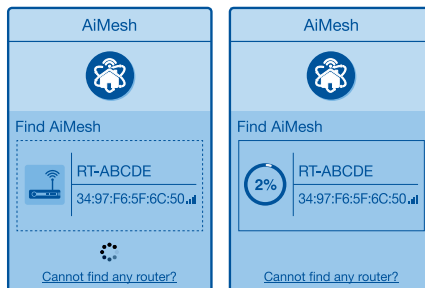 AiMesh
Find AiMesh
RT-ABCDE
34:97:F6:5F:6C:50
Cannot find any router?
AiMesh
Find AiMesh
2%
RT-ABCDE
34:97:F6:5F:6C:50
Cannot find any router?